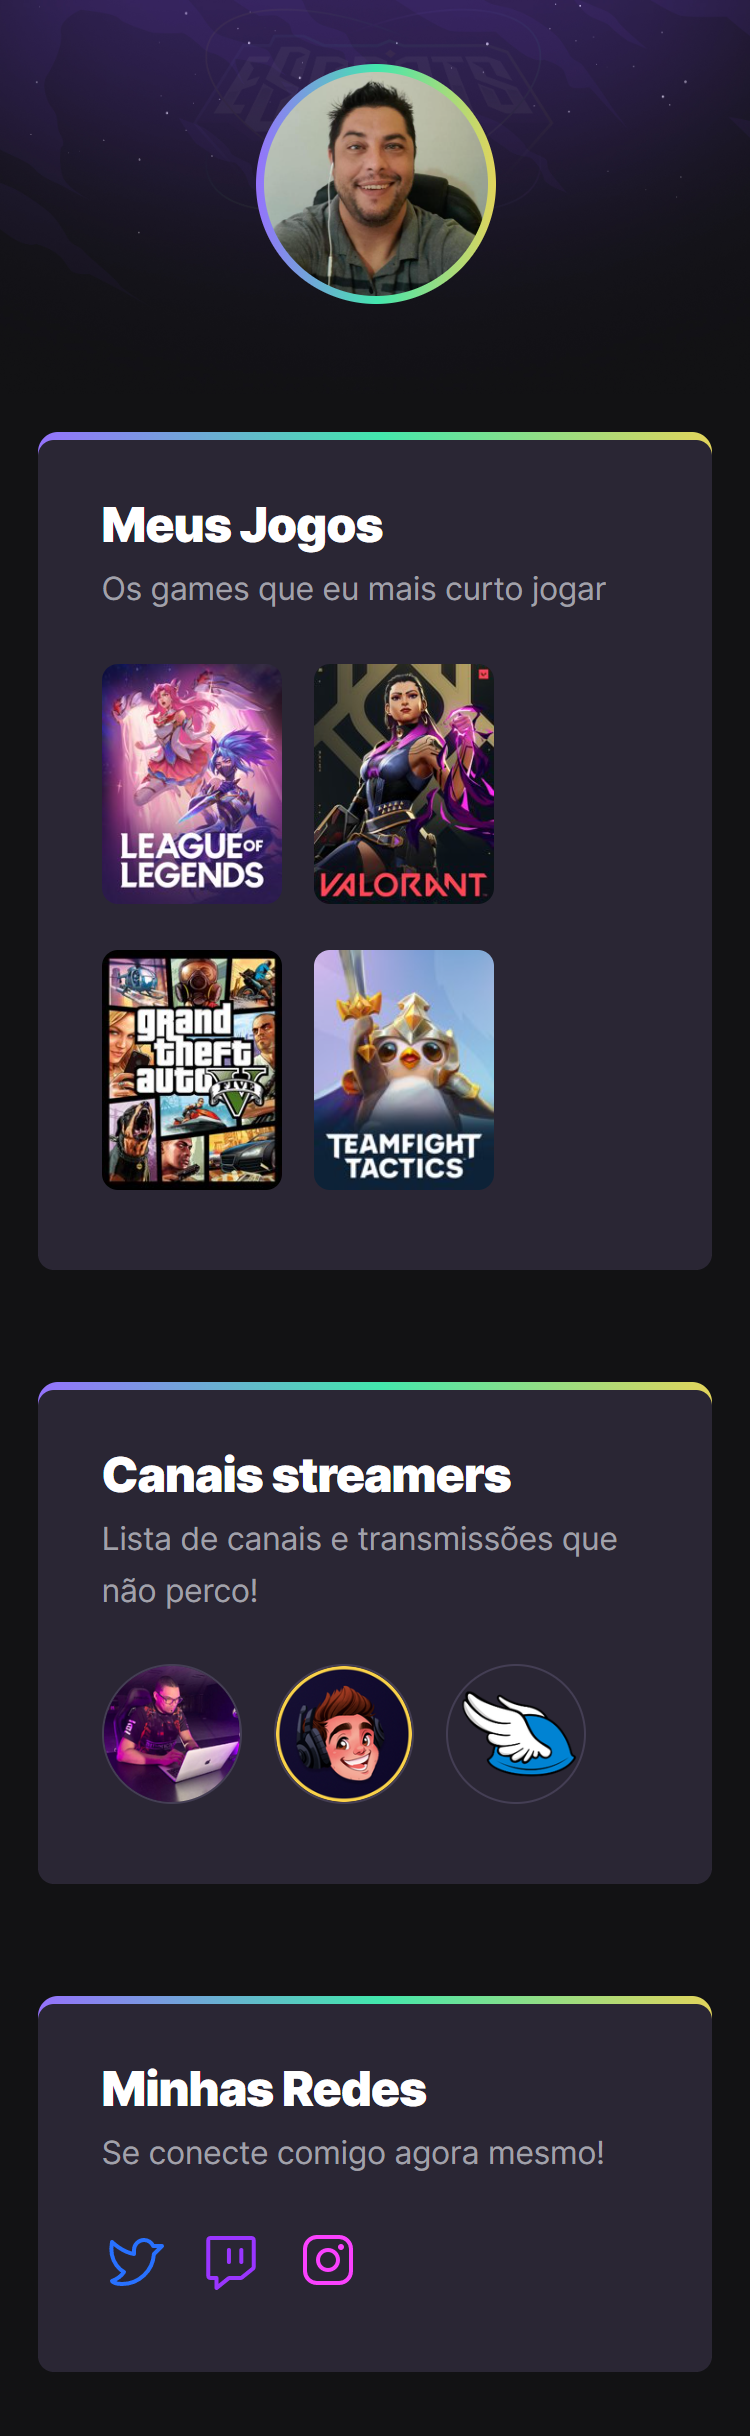 ESPORTS
Meus Jogos
Os games que eu mais curto jogar
LEAGUE OF
LEGENDS
VALORANT
grand
theft
auto
FIVE
V
TEAMFIGHT
TACTICS
Canais streamers
Lista de canais e transmissões que
não perco!
Minhas Redes
Se conecte comigo agora mesmo!